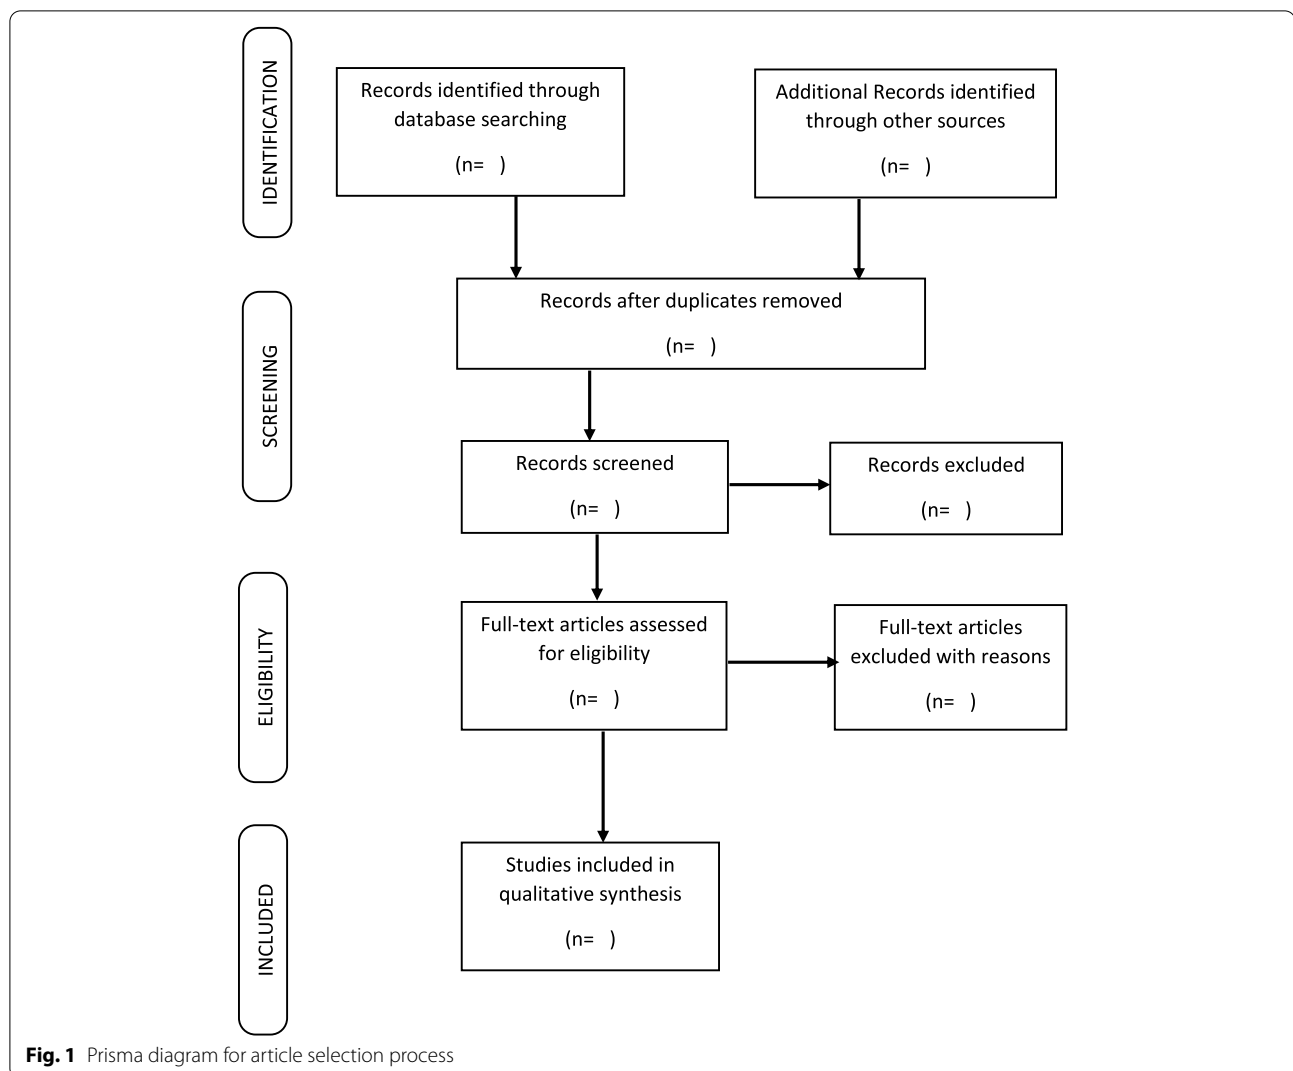 IDENTIFICATION
Records identified through
database searching
(n=   )
Additional Records identified
through other sources
(n=   )
SCREENING
Records after duplicates removed
(n=   )
Records screened
(n=   )
Records excluded
(n=   )
ELIGIBILITY
Full-text articles assessed
for eligibility
(n=   )
Full-text articles
excluded with reasons
(n=   )
INCLUDED
Studies included in
qualitative synthesis
(n=   )
Fig. 1 Prisma diagram for article selection process